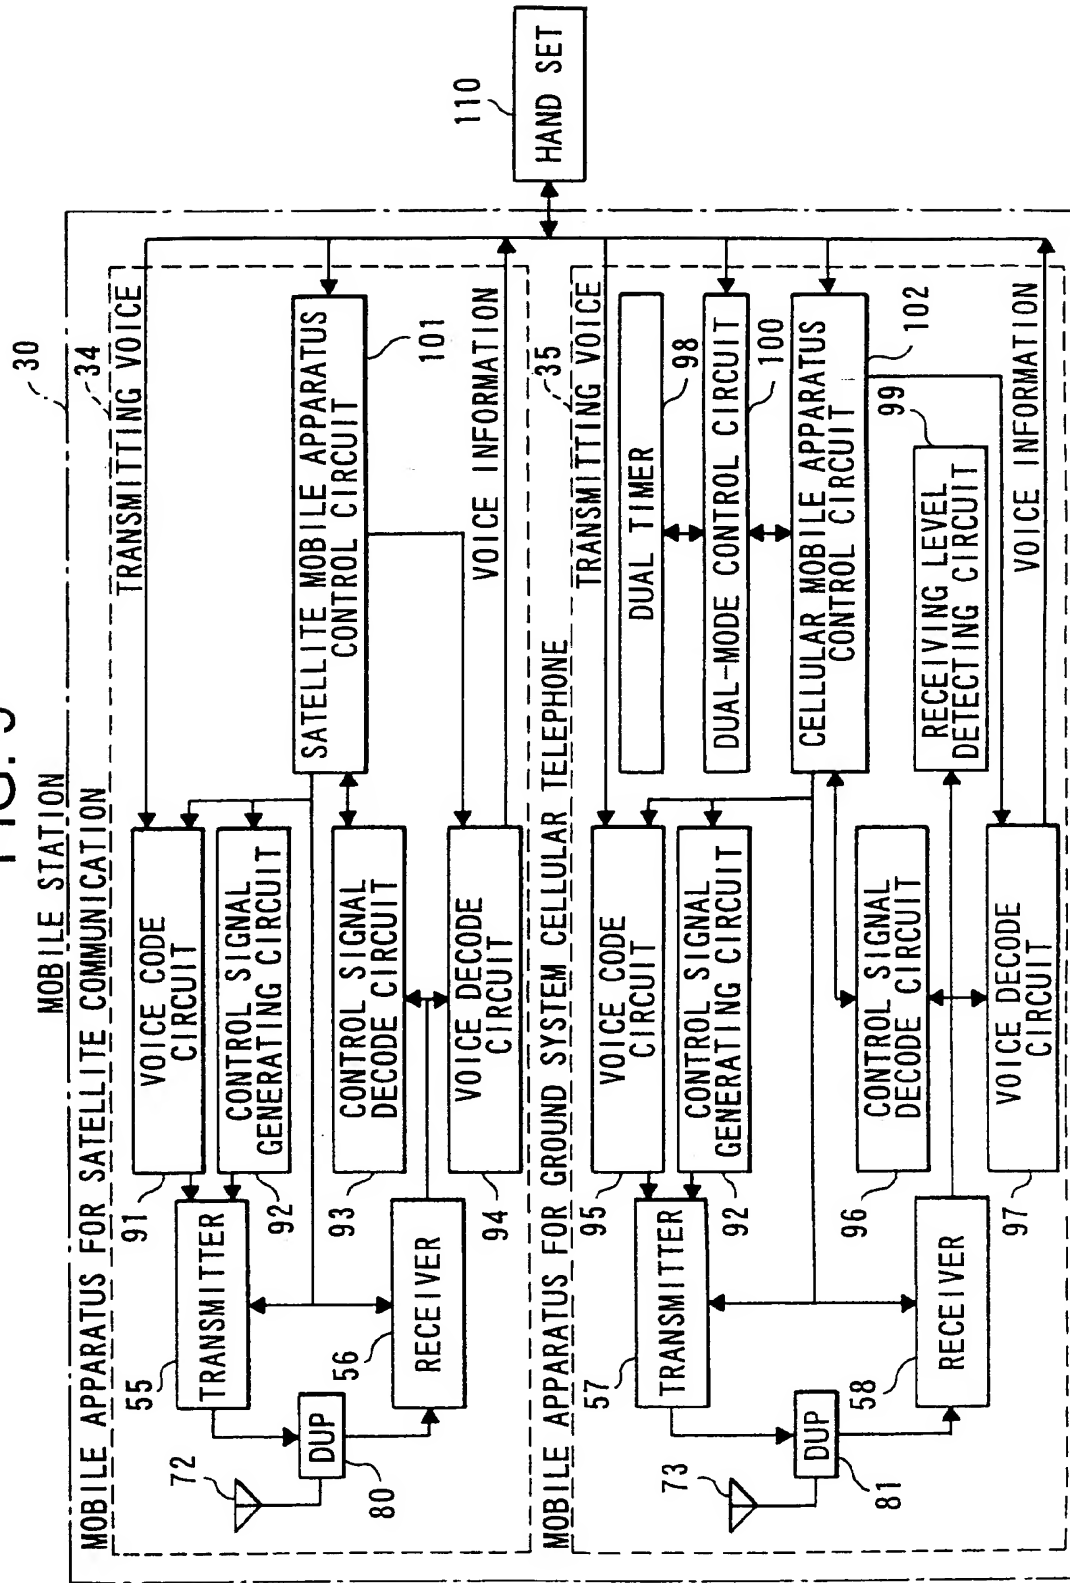 FIG.
MOBILE STATION
30
MOBILE APPARATUS FOR SATELLITE COMMUNICATION
34
TRANSMITTING VOICE
72
DUP
80
55
TRANSMITTER
56
RECEIVER
91
VOICE CODE
CIRCUIT
92
CONTROL SIGNAL
GENERATING CIRCUIT
93
CONTROL SIGNAL
DECODE CIRCUIT
94
VOICE DECODE
CIRCUIT
SATELLITE MOBILE APPARATUS
CONTROL CIRCUIT
101
VOICE INFORMATION
110
HAND SET
MOBILE APPARATUS FOR GROUND SYSTEM CELLULAR TELEPHONE
35
TRANSMITTING VOICE
73
DUP
81
57
TRANSMITTER
58
RECEIVER
95
VOICE CODE
CIRCUIT
92
CONTROL SIGNAL
GENERATING CIRCUIT
96
CONTROL SIGNAL
DECODE CIRCUIT
97
VOICE DECODE
CIRCUIT
DUAL TIMER
98
DUAL-MODE CONTROL CIRCUIT
100
CELLULAR MOBILE APPARATUS
CONTROL CIRCUIT
102
RECEIVING LEVEL
DETECTING CIRCUIT
99
VOICE INFORMATION